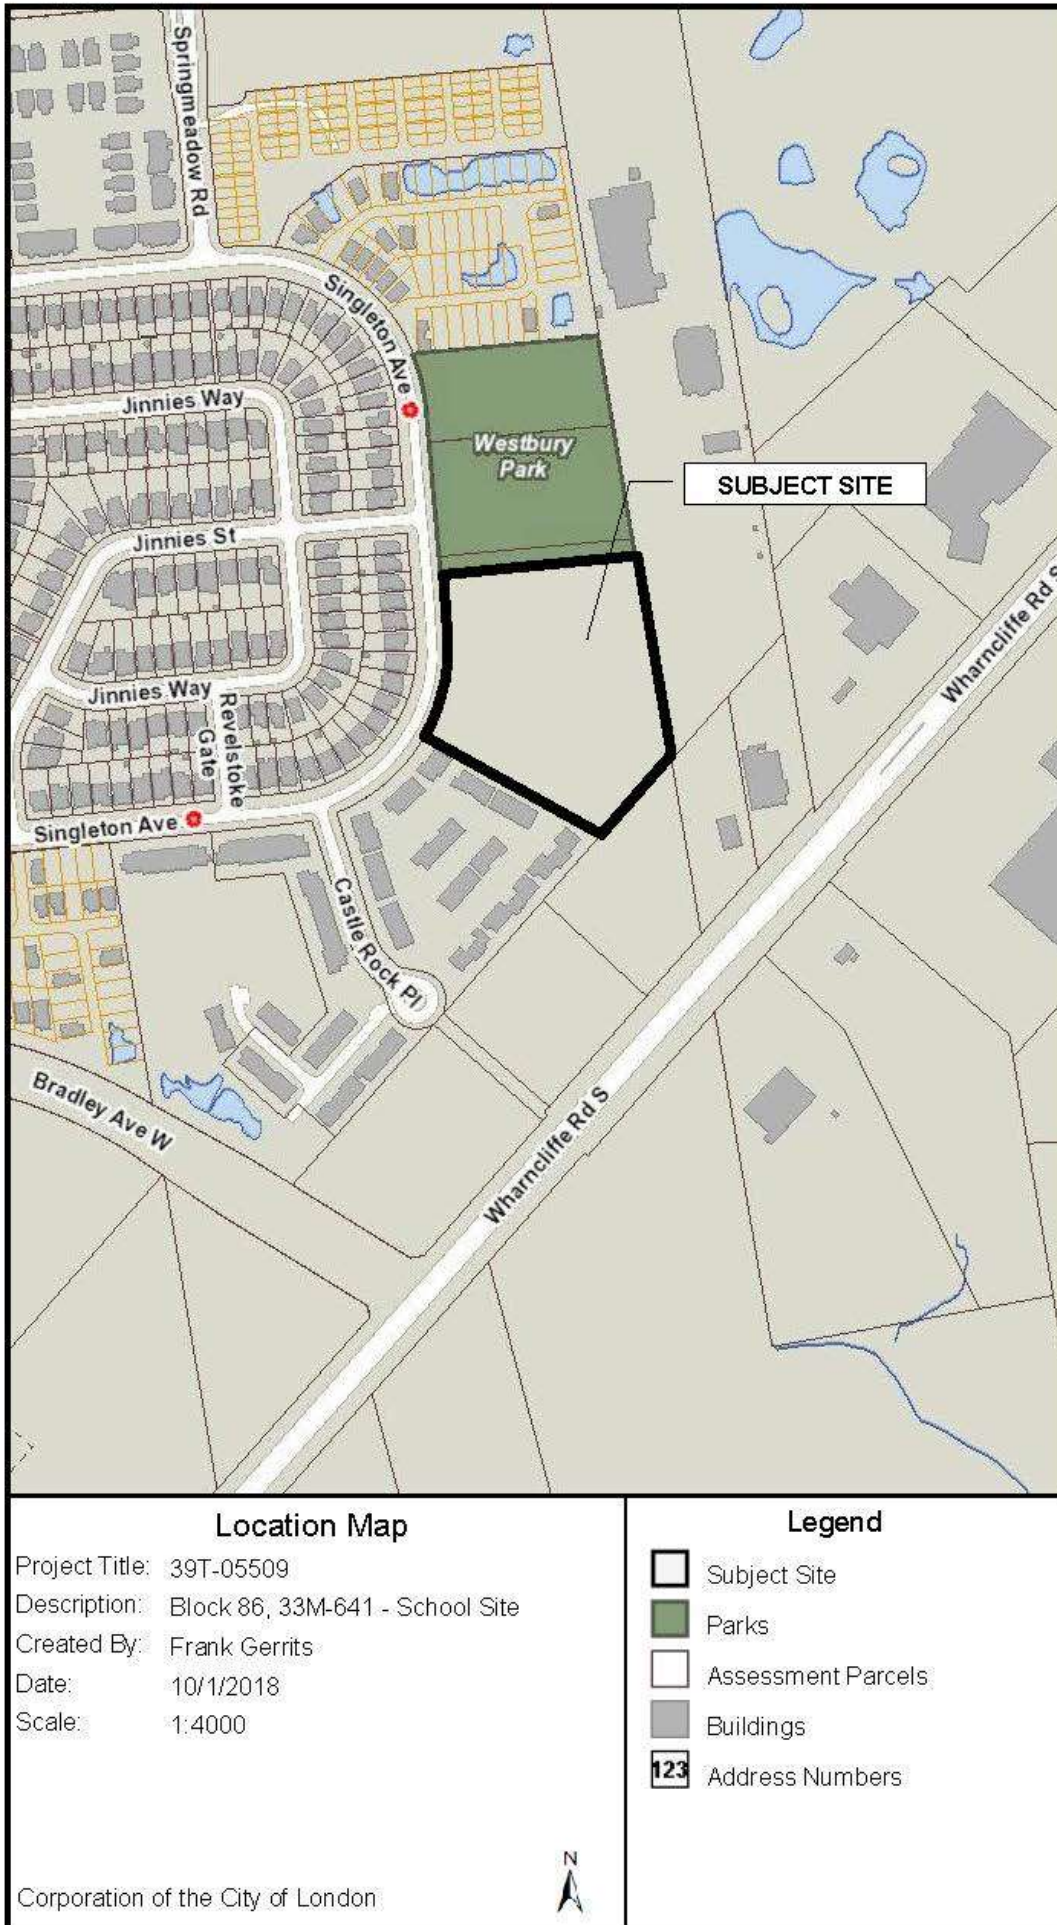 Springmeadow Rd
Singleton Ave
Jinnies Way
Westbury
Park
SUBJECT SITE
Jinnies St
Wharncliffe Rd S
Jinnies Way
Revelstoke
Gate
Singleton Ave
Castle Rock Pl
Bradley Ave W
Wharncliffe Rd S
Location Map
Project Title: 39T-05509
Description: Block 86, 33M-641 - School Site
Created By: Frank Gerrits
Date: 10/1/2018
Scale: 1:4000
Corporation of the City of London
N
Legend
Subject Site
Parks
Assessment Parcels
Buildings
123 Address Numbers